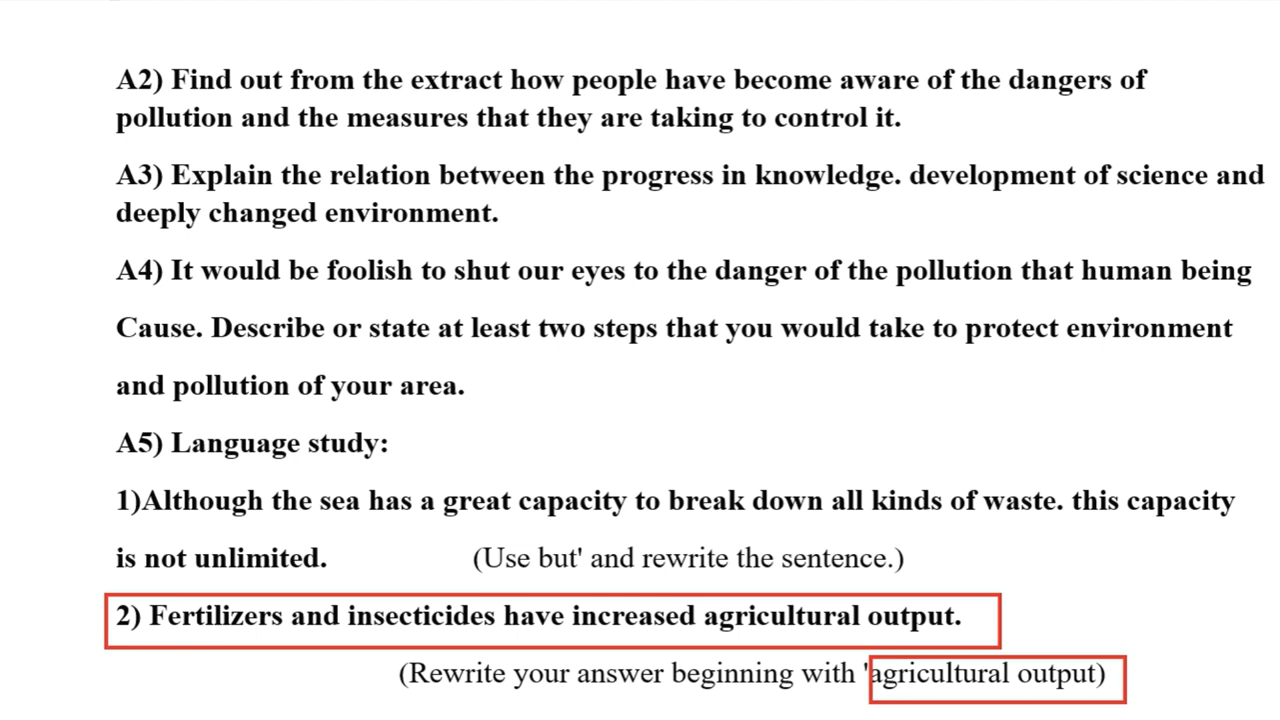 A2) Find out from the extract how people have become aware of the dangers of
pollution and the measures that they are taking to control it.
A3) Explain the relation between the progress in knowledge. development of science and
deeply changed environment.
A4) It would be foolish to shut our eyes to the danger of the pollution that human being
Cause. Describe or state at least two steps that you would take to protect environment
and pollution of your area.
A5) Language study:
1)Although the sea has a great capacity to break down all kinds of waste. this capacity
is not unlimited. (Use but' and rewrite the sentence.)
2) Fertilizers and insecticides have increased agricultural output.
(Rewrite your answer beginning with 'agricultural output)